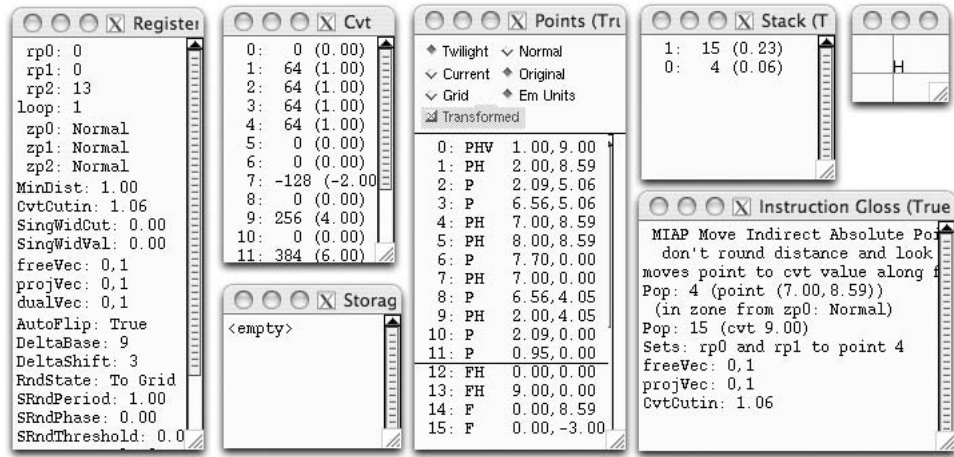 Register
rp0: 0
rp1: 0
rp2: 13
loop: 1
zp0: Normal
zp1: Normal
zp2: Normal
MinDist: 1.00
CvtCutin: 1.06
SingWidCut: 0.00
SingWidVal: 0.00
freeVec: 0,1
projVec: 0,1
dualVec: 0,1
AutoFlip: True
DeltaBase: 9
DeltaShift: 3
RndState: To Grid
SRndPeriod: 1.00
SRndPhase: 0.00
SRndThreshold: 0.0
Cvt
0: 0 (0.00)
1: 64 (1.00)
2: 64 (1.00)
3: 64 (1.00)
4: 64 (1.00)
5: 0 (0.00)
6: 0 (0.00)
7: -128 (-2.00
8: 0 (0.00)
9: 256 (4.00)
10: 0 (0.00)
11: 384 (6.00)
Storag
<empty>
Points (Tru
Twilight Normal
Current Original
Grid Em Units
Transformed
0: PHV 1.00,9.00
1: PH 2.00,8.59
2: P 2.09,5.06
3: P 6.56,5.06
4: PH 7.00,8.59
5: PH 8.00,8.59
6: P 7.70,0.00
7: PH 7.00,0.00
8: P 6.56,4.05
9: PH 2.00,4.05
10: P 2.09,0.00
11: P 0.95,0.00
12: FH 0.00,0.00
13: FH 9.00,0.00
14: F 0.00,8.59
15: F 0.00,-3.00
Stack (T
1: 15 (0.23)
0: 4 (0.06)
H
Instruction Gloss (True
MIAP Move Indirect Absolute Poi
don't round distance and look
moves point to cvt value along f
Pop: 4 (point (7.00,8.59))
(in zone from zp0: Normal)
Pop: 15 (cvt 9.00)
Sets: rp0 and rp1 to point 4
freeVec: 0,1
projVec: 0,1
CvtCutin: 1.06